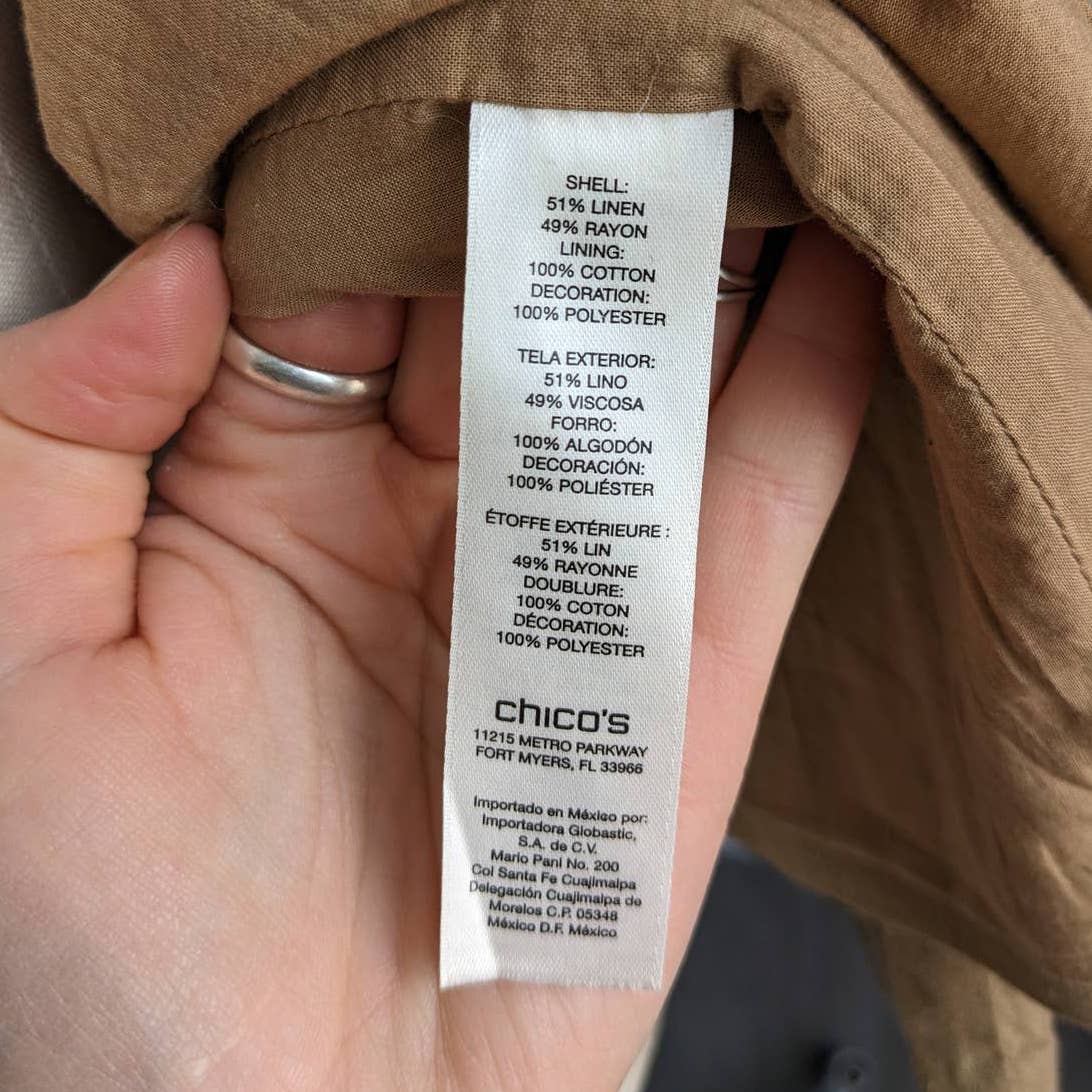 SHELL:
51% LINEN
49% RAYON
LINING:
100% COTTON
DECORATION:
100% POLYESTER
TELA EXTERIOR:
51% LINO
49% VISCOSA
FORRO:
100% ALGODÓN
DECORACIÓN:
100% POLIÉSTER
ÉTOFFE EXTÉRIEURE :
51% LIN
49% RAYONNE
DOUBLURE:
100% COTON
DÉCORATION:
100% POLYESTER
chico's
11215 METRO PARKWAY
FORT MYERS, FL 33966
Importado en México por:
Importadora Globastic,
S.A. de C.V.
Mario Pani No. 200
Col Santa Fe Cuajimalpa
Delegación Cuajimalpa de
Morelos C.P. 05348
México D.F. México